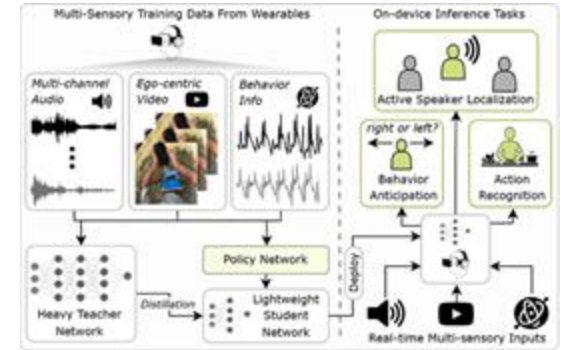 Multi-Sensory Training Data From Wearables
Multi-channel
Audio
Ego-centric
Video
Behavior
Info
Heavy Teacher
Network
Distillation
Policy Network
Lightweight
Student
Network
Deploy
On-device Inference Tasks
Active Speaker Localization
right or left?
Behavior
Anticipation
Action
Recognition
Real-time Multi-sensory Inputs